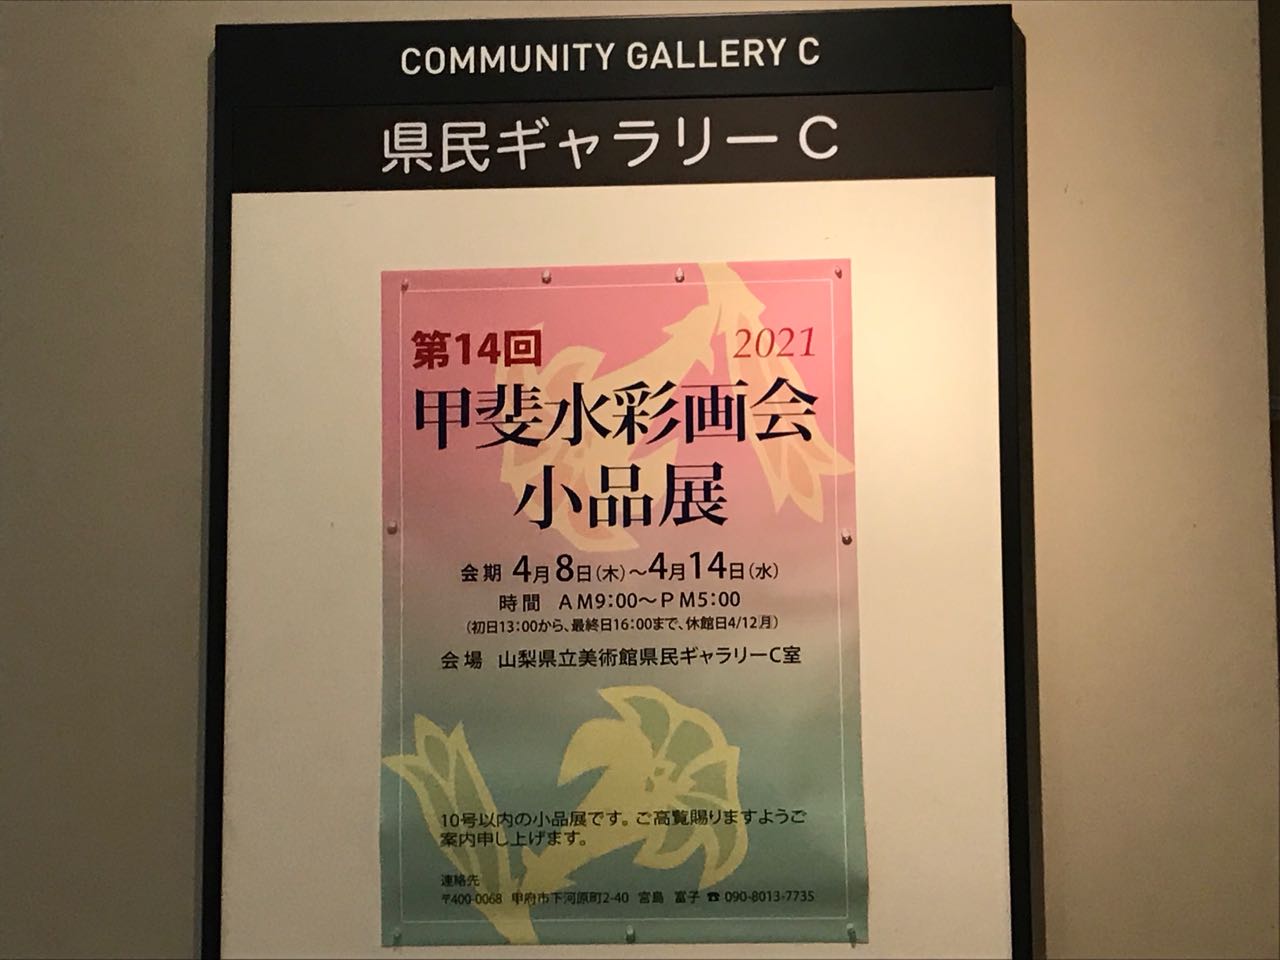 COMMUNITY GALLERY C
県民ギャラリーC
第14回
2021
甲斐水彩画会
小品展
会期 4月8日(木)～4月14日(水)
時間 AM9:00～PM5:00
(初日13:00から、最終日16:00まで、休館日4/12[月])
会場 山梨県立美術館県民ギャラリーC室
10号以内の小品展です。ご高覧賜りますようご
案内申し上げます。
連絡先
〒400-0068 甲府市下河原町2-40 宮島 富子 ☎090-8013-7735